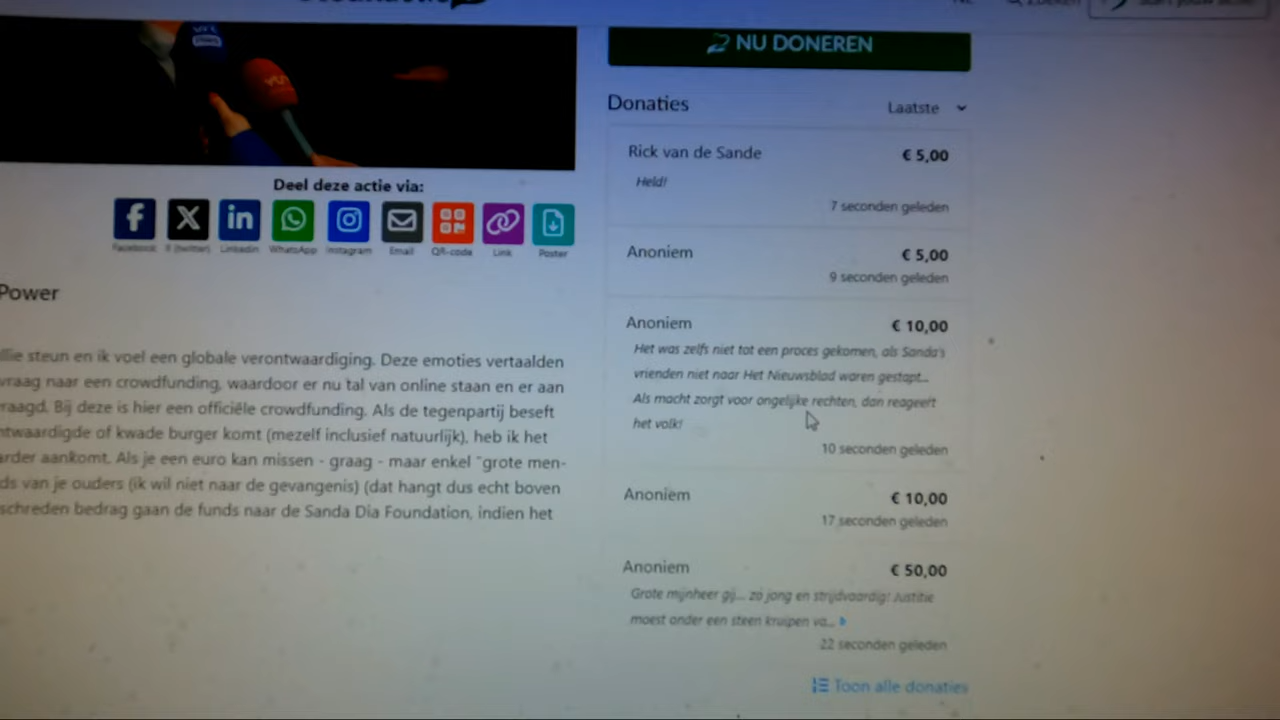 NL
Zoeken
NU DONEREN
Donaties
Laatste
Rick van de Sande
€ 5,00
Held!
7 seconden geleden
Anoniem
€ 5,00
9 seconden geleden
Anoniem
€ 10,00
Het was zelfs niet tot een proces gekomen, als Sanda's
vrienden niet naar Het Nieuwsblad waren gestapt...
Als macht zorgt voor ongelijke rechten, dan reageert
het volk!
10 seconden geleden
Anoniem
€ 10,00
17 seconden geleden
Anoniem
€ 50,00
Grote mijnheer gij... zo jong en strijdvaardig! Justitie
moest onder een steen kruipen va...
22 seconden geleden
Toon alle donaties
Deel deze actie via:
Facebook X (twitter) Linkedin WhatsApp Instagram Email QR-code Link Poster
Power
llie steun en ik voel een globale verontwaardiging. Deze emoties vertaalden
vraag naar een crowdfunding, waardoor er nu tal van online staan en er aan
raagd. Bij deze is hier een officiële crowdfunding. Als de tegenpartij beseft
ntwaardigde of kwade burger komt (mezelf inclusief natuurlijk), heb ik het
arder aankomt. Als je een euro kan missen - graag - maar enkel "grote men-
ds van je ouders (ik wil niet naar de gevangenis) (dat hangt dus echt boven
schreden bedrag gaan de funds naar de Sanda Dia Foundation, indien het